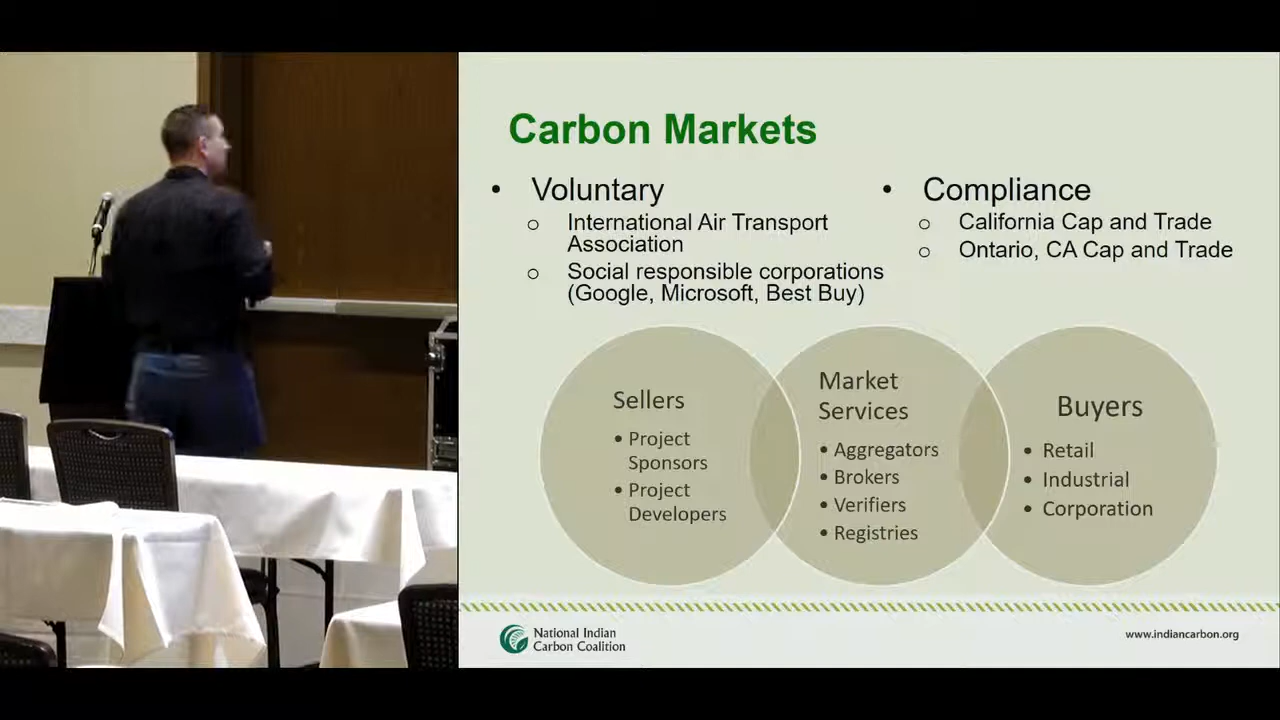 Carbon Markets
• Voluntary
o International Air Transport
Association
o Social responsible corporations
(Google, Microsoft, Best Buy)
• Compliance
o California Cap and Trade
o Ontario, CA Cap and Trade
Sellers
• Project
Sponsors
• Project
Developers
Market
Services
• Aggregators
• Brokers
• Verifiers
• Registries
Buyers
• Retail
• Industrial
• Corporation
National Indian
Carbon Coalition
www.indiancarbon.org